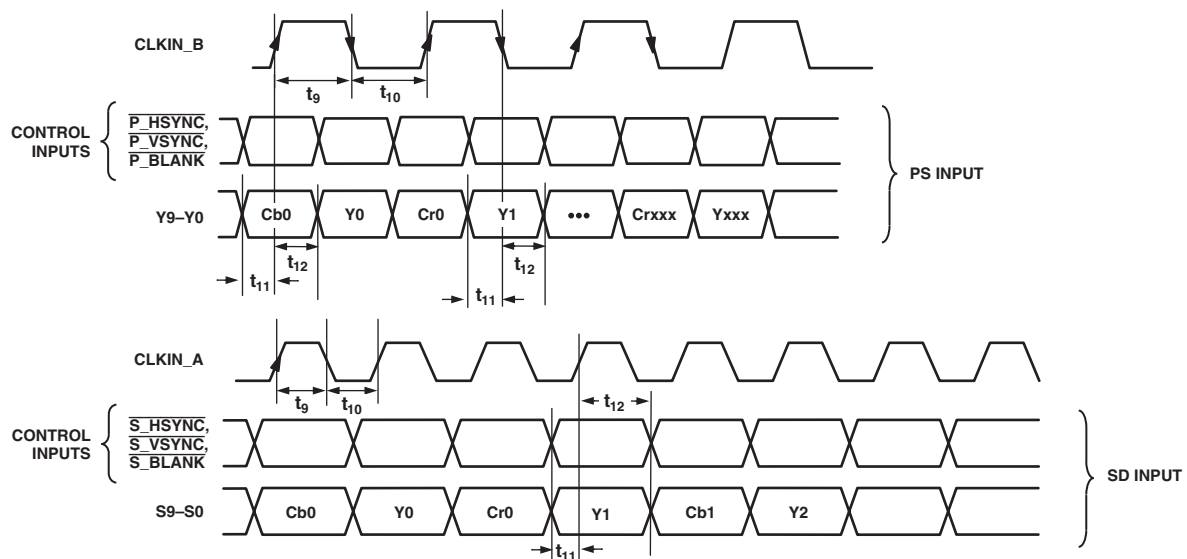 CLKIN_B
t9
t10
CONTROL
INPUTS
P_HSYNC,
P_VSYNC,
P_BLANK
PS INPUT
Y9–Y0
Cb0
Y0
Cr0
Y1
•••
Crxxx
Yxxx
t12
t12
t11
t11
CLKIN_A
t9
t10
t12
CONTROL
INPUTS
S_HSYNC,
S_VSYNC,
S_BLANK
SD INPUT
S9–S0
Cb0
Y0
Cr0
Y1
Cb1
Y2
t11